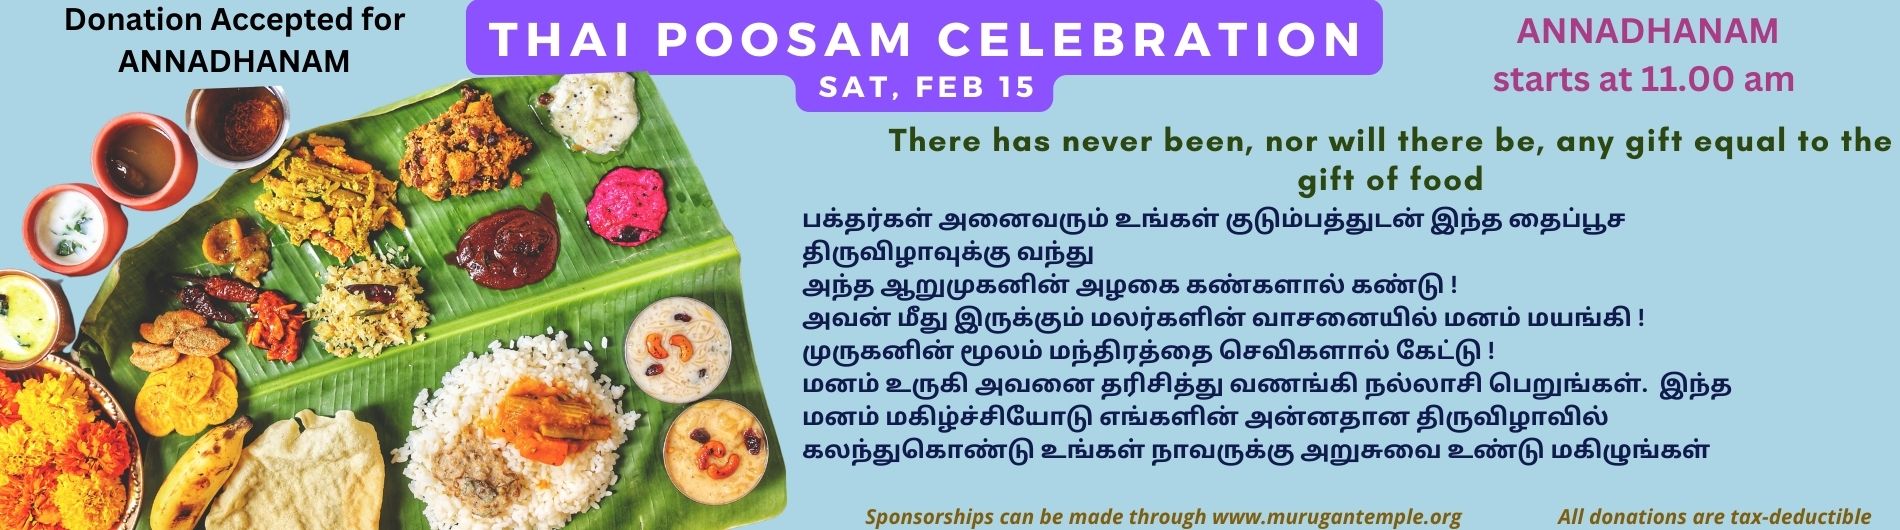 Donation Accepted for
ANNADHANAM
THAI POOSAM CELEBRATION
SAT, FEB 15
ANNADHANAM
starts at 11.00 am
There has never been, nor will there be, any gift equal to the
gift of food
பக்தர்கள் அனைவரும் உங்கள் குடும்பத்துடன் இந்த தைப்பூச
திருவிழாவுக்கு வந்து
அந்த ஆறுமுகனின் அழகை கண்களால் கண்டு !
அவன் மீது இருக்கும் மலர்களின் வாசனையில் மனம் மயங்கி !
முருகனின் மூலம் மந்திரத்தை செவிகளால் கேட்டு !
மனம் உருகி அவனை தரிசித்து வணங்கி நல்லாசி பெறுங்கள்.  இந்த
மனம் மகிழ்ச்சியோடு எங்களின் அன்னதான திருவிழாவில்
கலந்துகொண்டு உங்கள் நாவருக்கு அறுசுவை உண்டு மகிழுங்கள்
Sponsorships can be made through www.murugantemple.org
All donations are tax-deductible